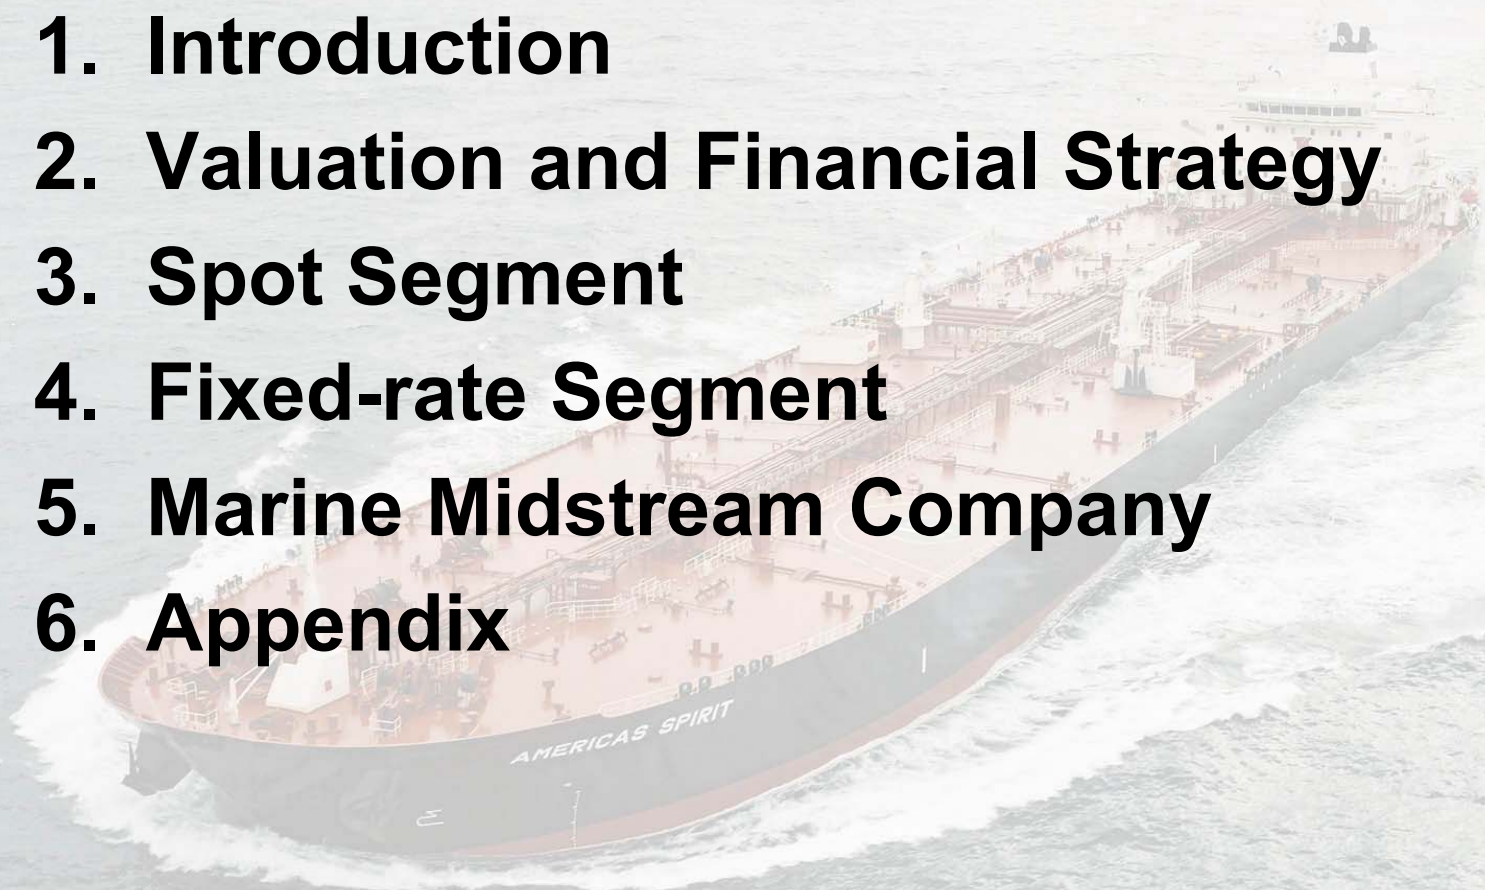 1. Introduction
2. Valuation and Financial Strategy
3. Spot Segment
4. Fixed-rate Segment
5. Marine Midstream Company
6. Appendix
AMERICAS SPIRIT